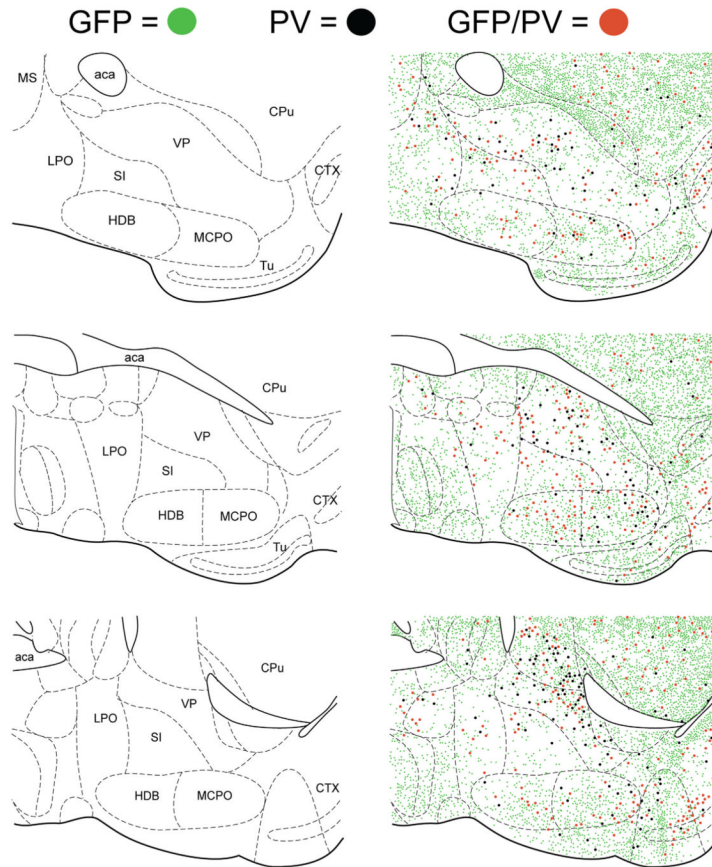 GFP = PV = GFP/PV =
MS
aca
CPu
VP
LPO
SI
CTX
HDB
MCPO
Tu
aca
CPu
VP
LPO
SI
CTX
HDB
MCPO
Tu
aca
CPu
VP
LPO
SI
CTX
HDB
MCPO